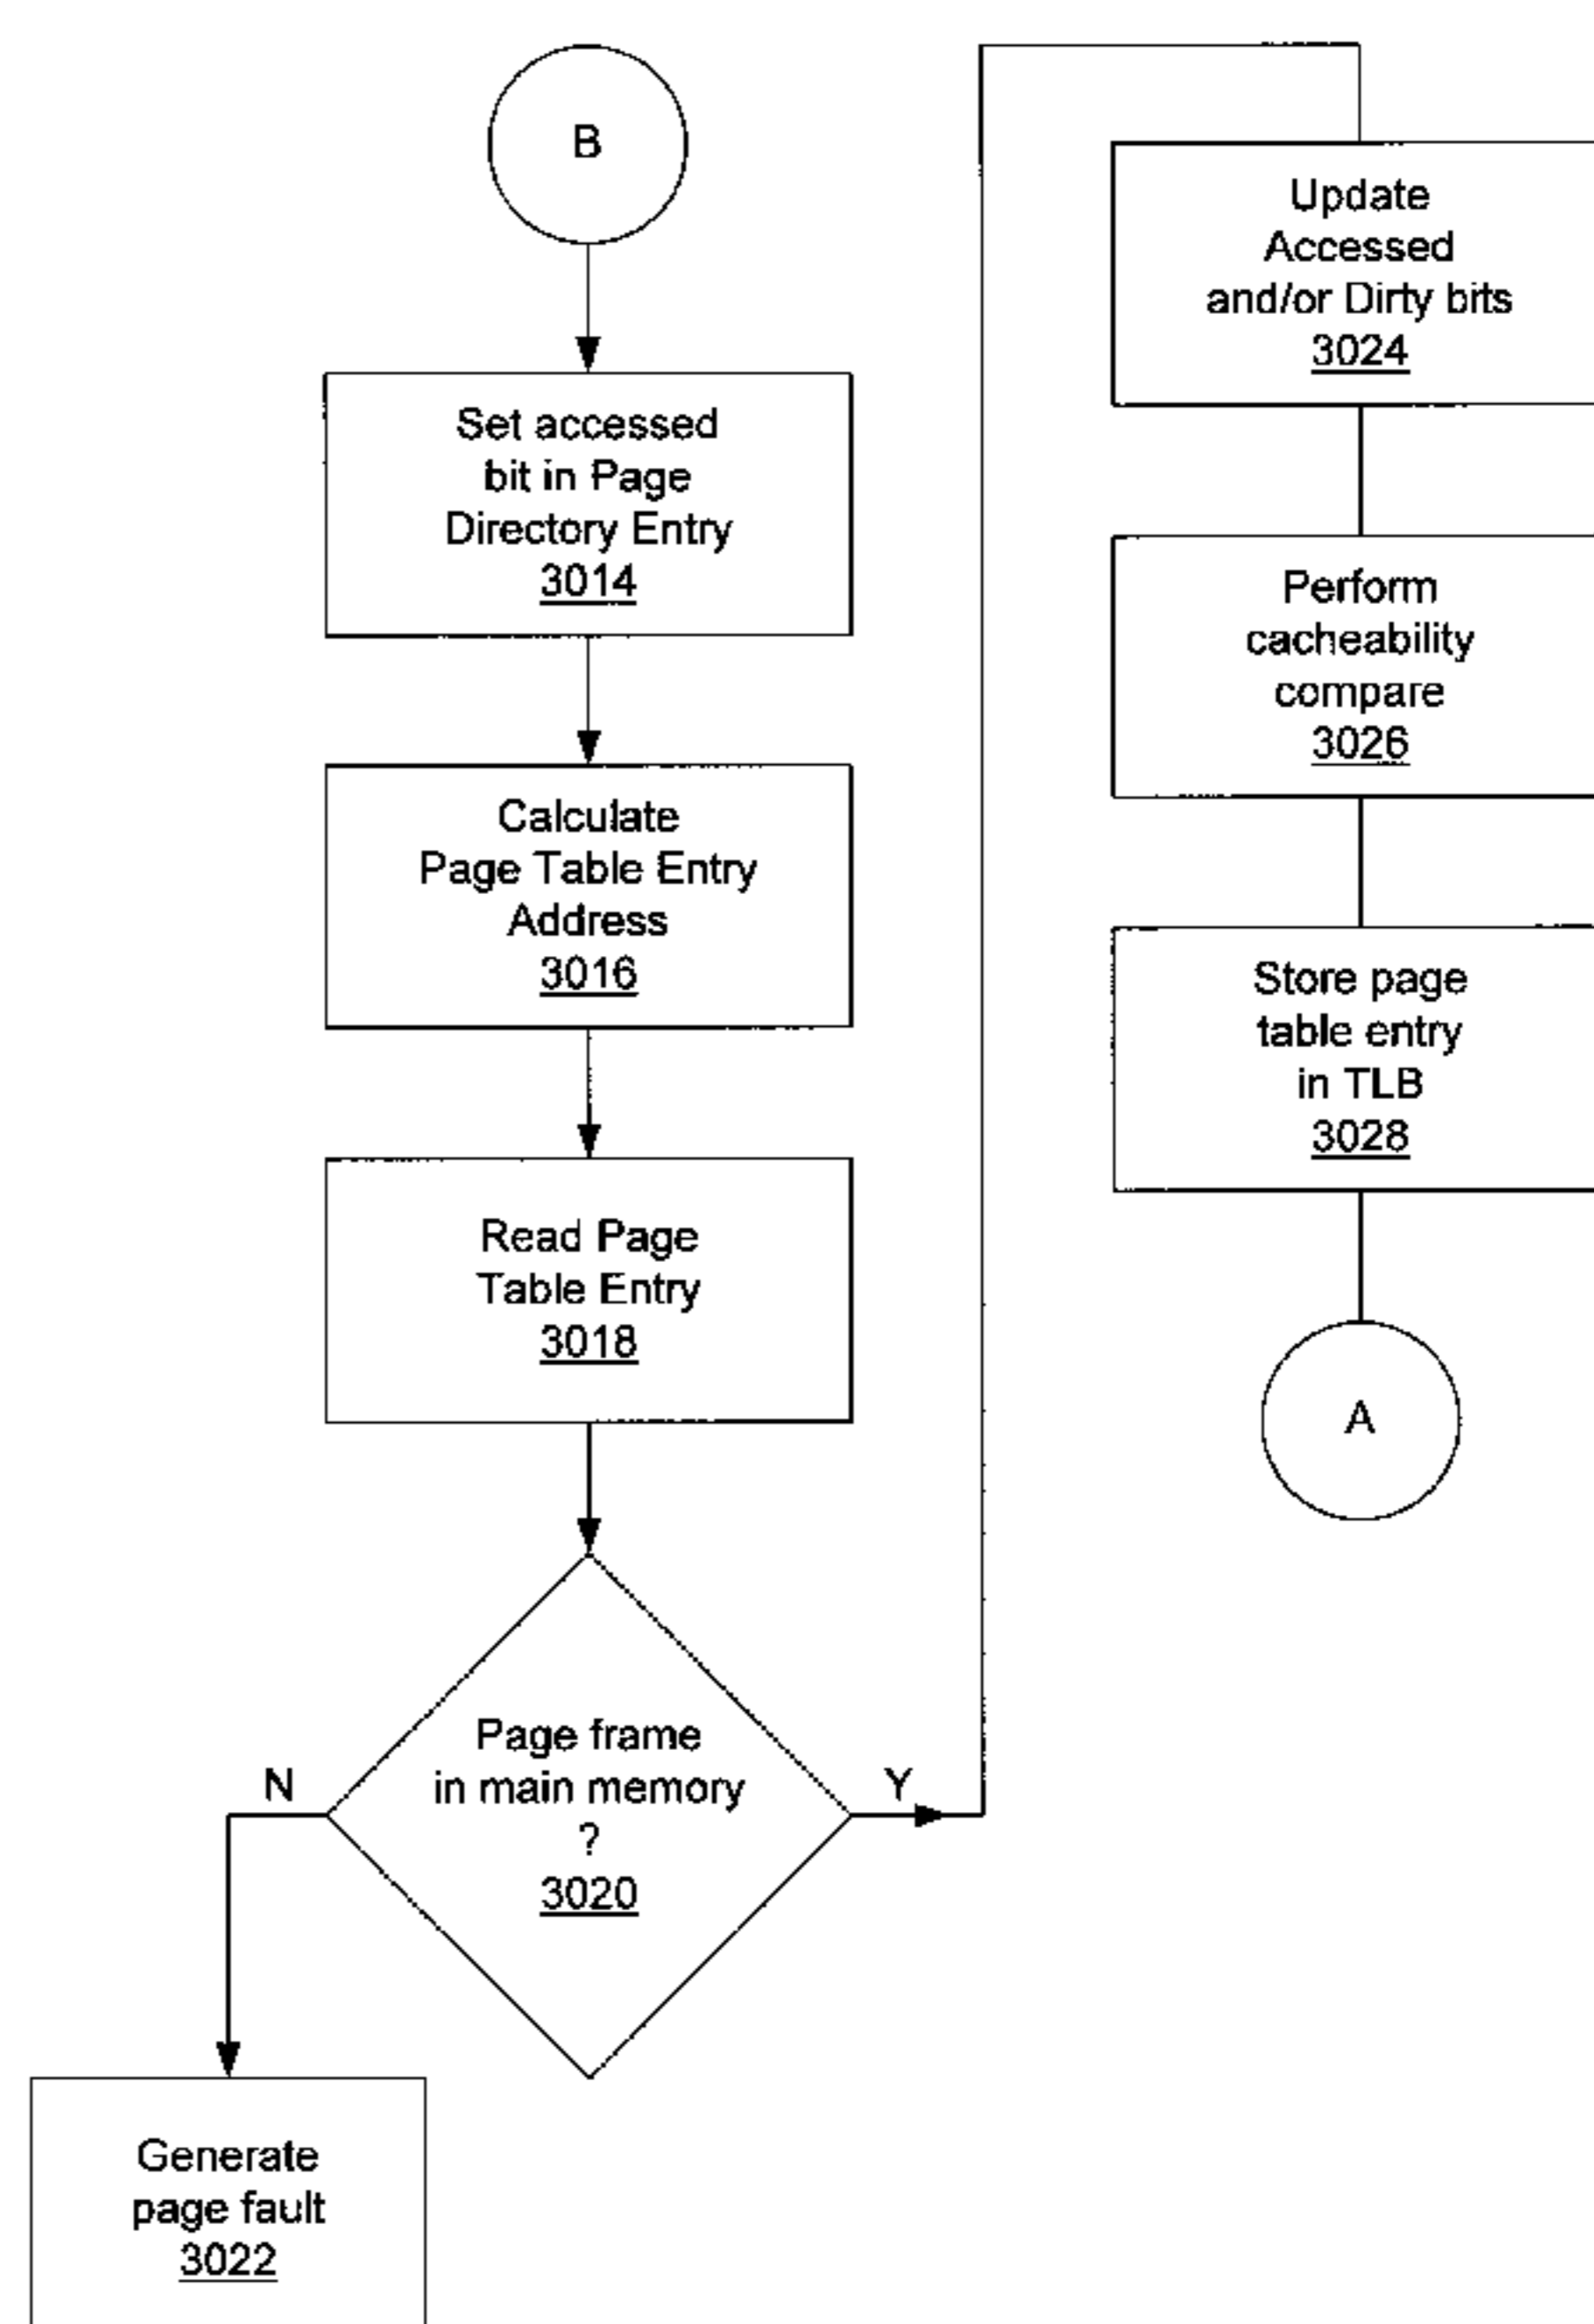 B
Set accessed
bit in Page
Directory Entry
3014
Calculate
Page Table Entry
Address
3016
Read Page
Table Entry
3018
Page frame
in main memory
?
3020
N
Y
Generate
page fault
3022
Update
Accessed
and/or Dirty bits
3024
Perform
cacheability
compare
3026
Store page
table entry
in TLB
3028
A